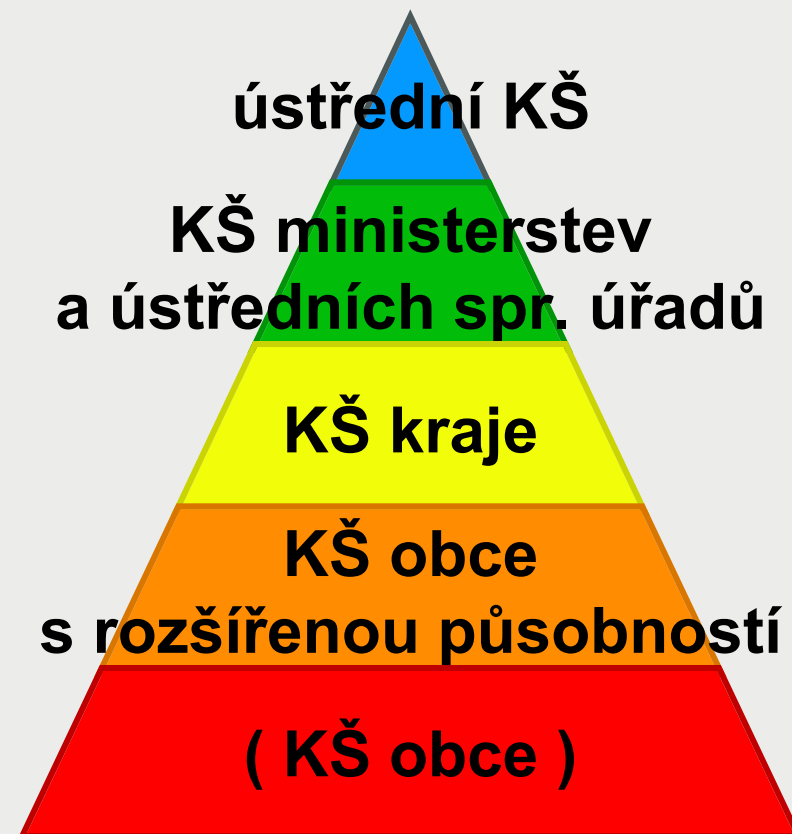 ústřední KŠ
KŠ ministerstev
a ústředních spr. úřadů
KŠ kraje
KŠ obce
s rozšířenou působností
( KŠ obce )